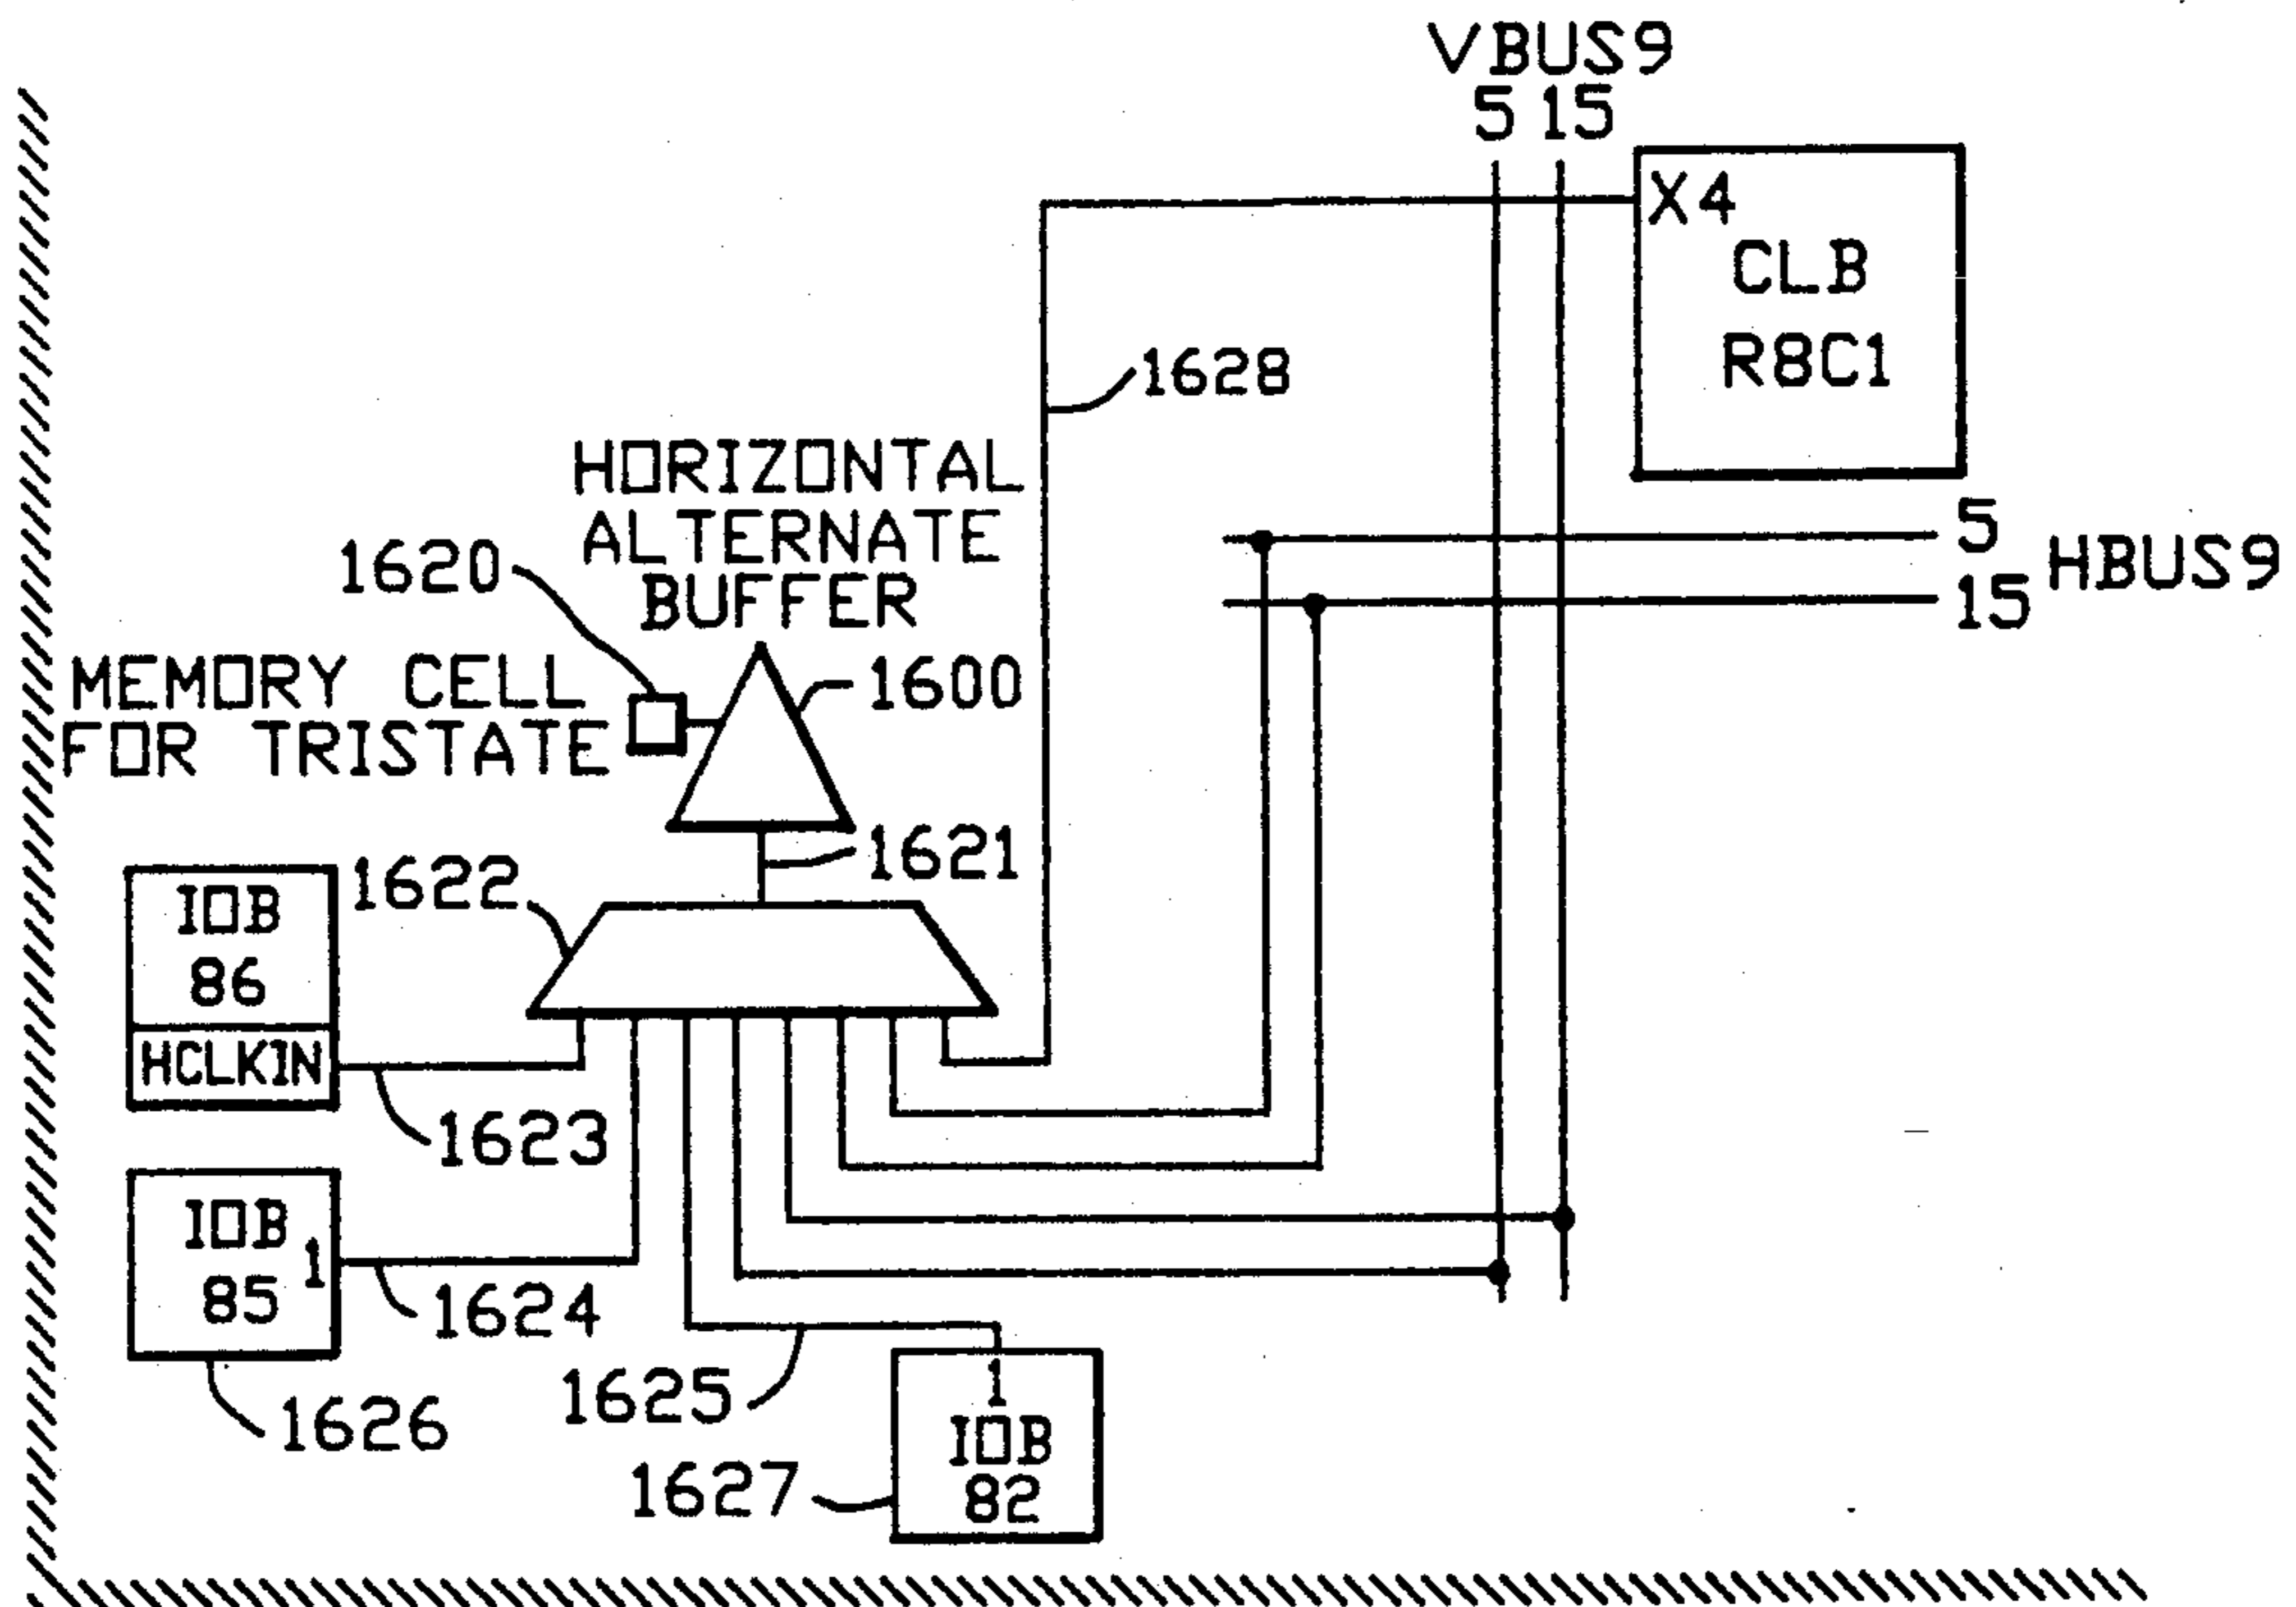 VBUS9
5 15
X4
CLB
R8C1
1628
HORIZONTAL
ALTERNATE
BUFFER
5
15
HBUS9
1620
MEMORY CELL
FOR TRISTATE
1600
1621
1622
IOB
86
HCLKIN
1623
IOB
85
1
1624
1626
1625
1
IOB
82
1627